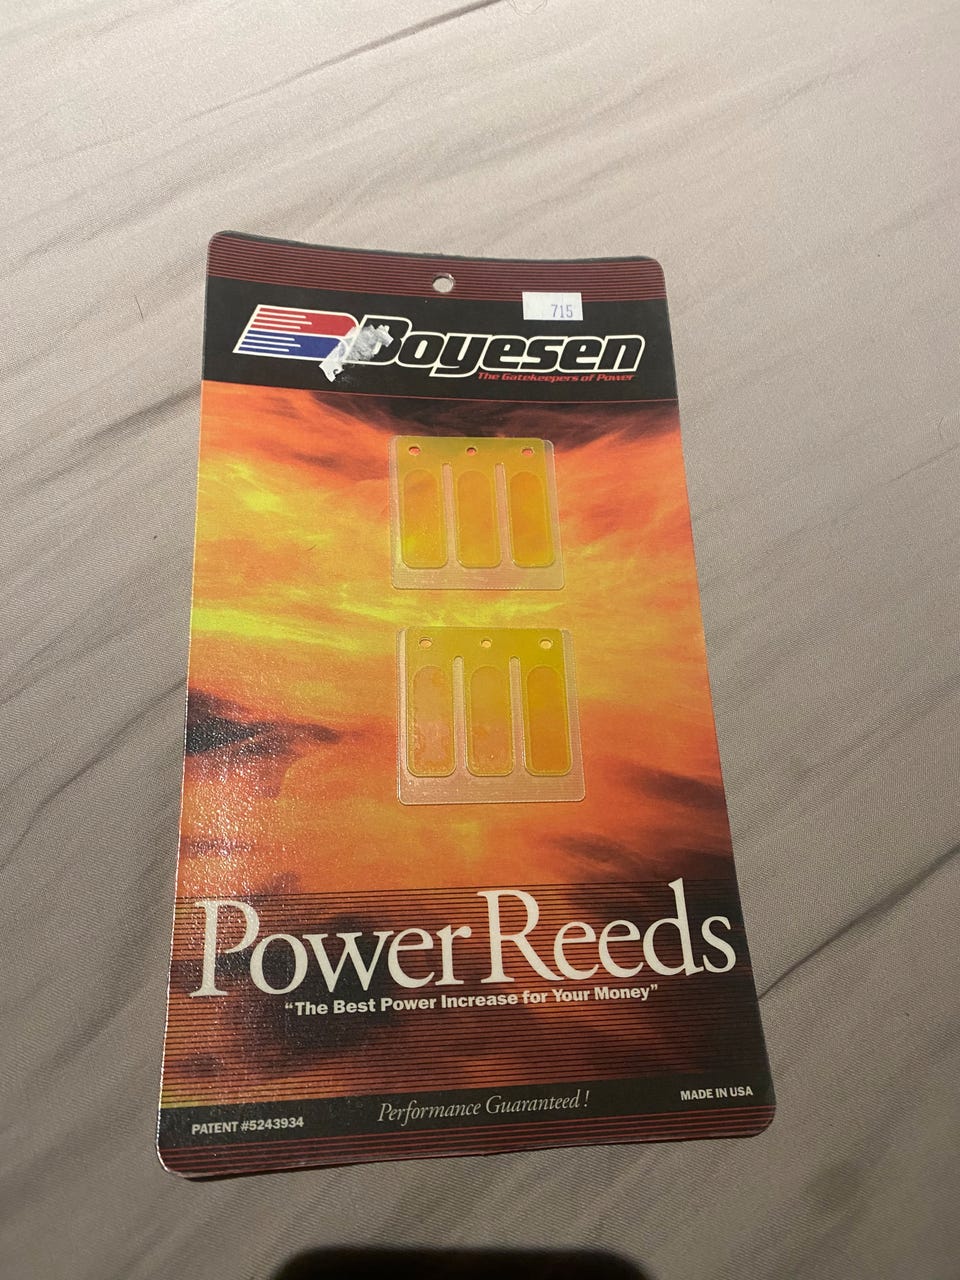 715
Boyesen
The Gatekeepers of Power
Power Reeds
“The Best Power Increase for Your Money”
Performance Guaranteed!
MADE IN USA
PATENT #5243934